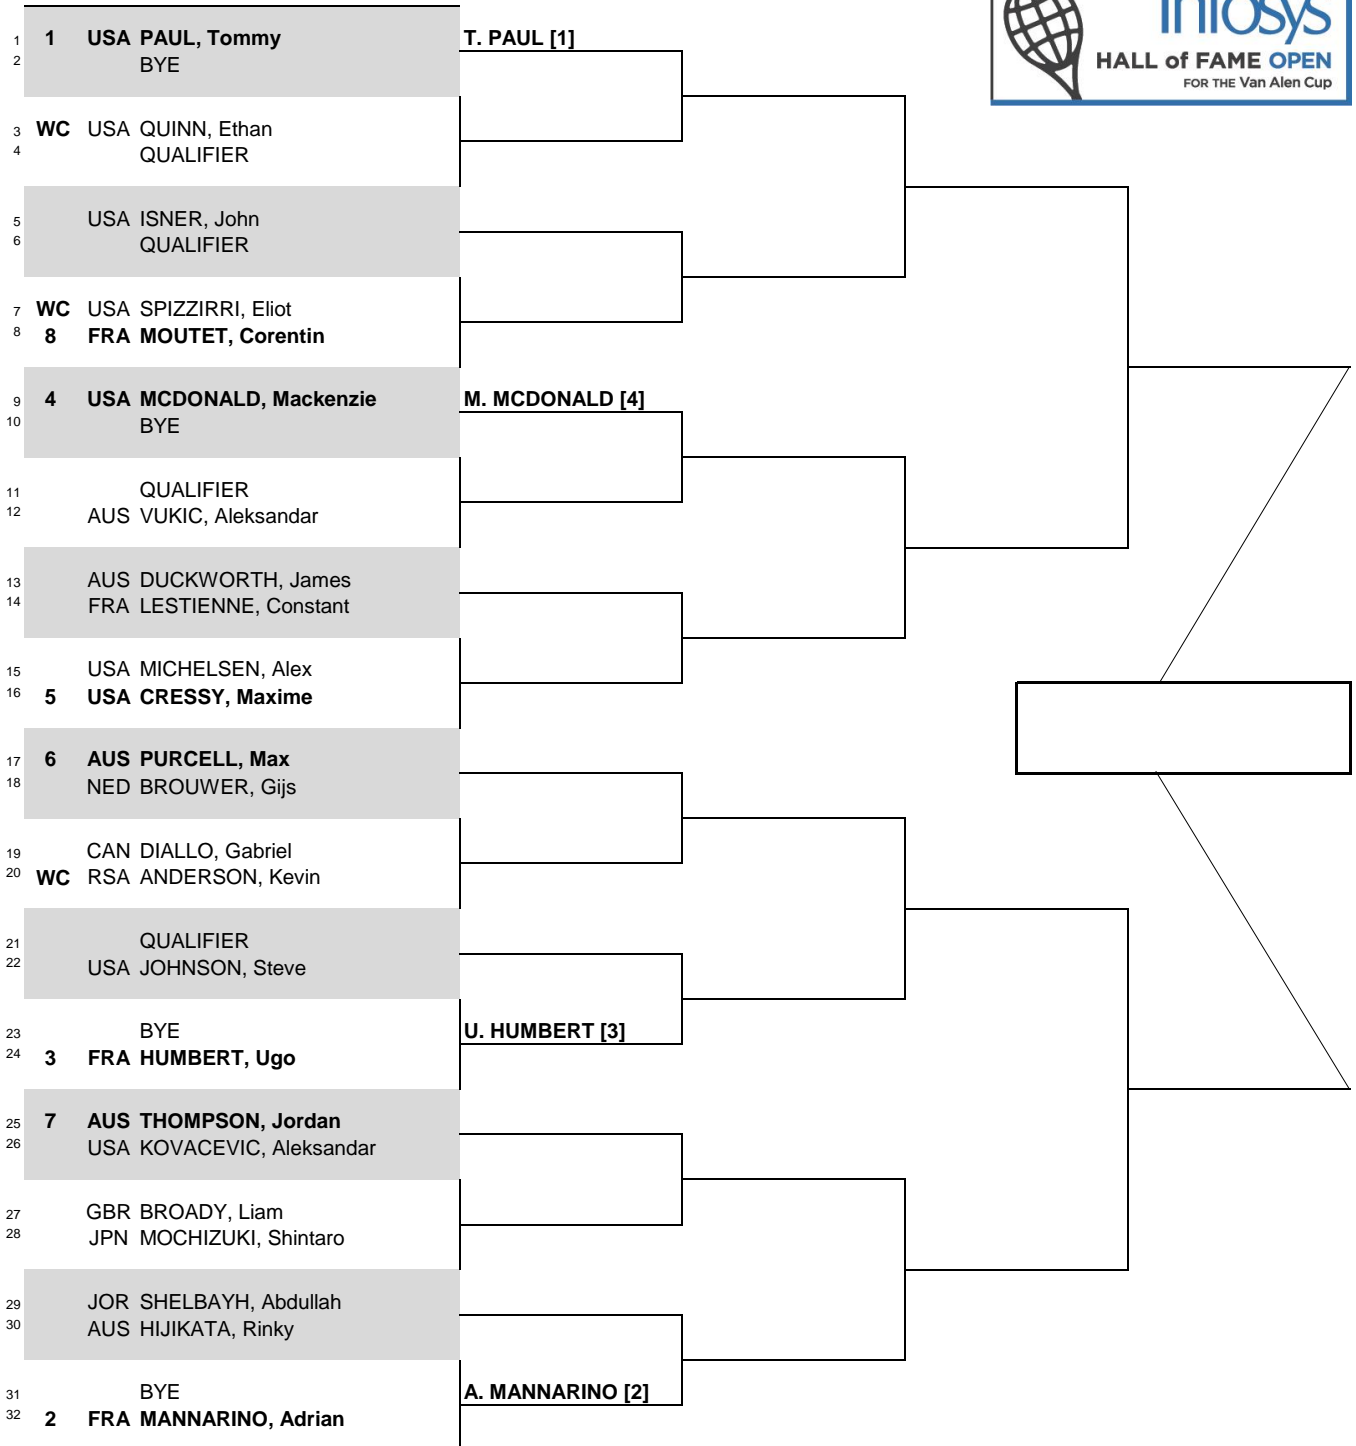 Infosys
HALL of FAME OPEN
FOR THE Van Alen Cup
1 1 USA PAUL, Tommy T. PAUL [1]
2 BYE
3 WC USA QUINN, Ethan
4 QUALIFIER
5 USA ISNER, John
6 QUALIFIER
7 WC USA SPIZZIRRI, Eliot
8 8 FRA MOUTET, Corentin
9 4 USA MCDONALD, Mackenzie M. MCDONALD [4]
10 BYE
11 QUALIFIER
12 AUS VUKIC, Aleksandar
13 AUS DUCKWORTH, James
14 FRA LESTIENNE, Constant
15 USA MICHELSEN, Alex
16 5 USA CRESSY, Maxime
17 6 AUS PURCELL, Max
18 NED BROUWER, Gijs
19 CAN DIALLO, Gabriel
20 WC RSA ANDERSON, Kevin
21 QUALIFIER
22 USA JOHNSON, Steve
23 BYE U. HUMBERT [3]
24 3 FRA HUMBERT, Ugo
25 7 AUS THOMPSON, Jordan
26 USA KOVACEVIC, Aleksandar
27 GBR BROADY, Liam
28 JPN MOCHIZUKI, Shintaro
29 JOR SHELBAYH, Abdullah
30 AUS HIJIKATA, Rinky
31 BYE A. MANNARINO [2]
32 2 FRA MANNARINO, Adrian